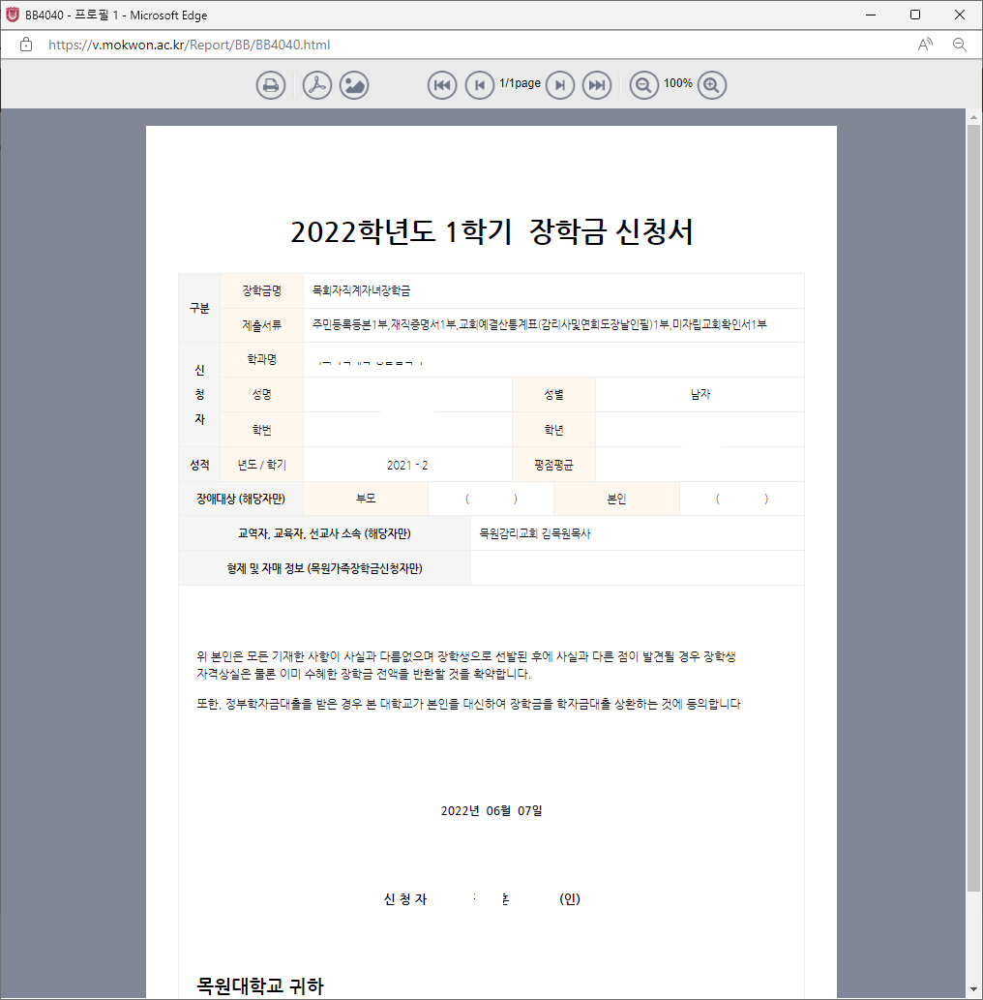 BB4040 - 프로필 1 - Microsoft Edge
https://v.mokwon.ac.kr/Report/BB/BB4040.html
1/1page 100%
2022학년도 1학기 장학금 신청서
구분
장학금명 목회자직계자녀장학금
제출서류 주민등록등본1부,재직증명서1부,교회예결산통계표(감리사및연회도장날인필)1부,미자립교회확인서1부
신
청
자
학과명
성명 성별 남자
학번 학년
성적 년도 / 학기 2021 - 2 평점평균
장애대상 (해당자만) 부모 ( ) 본인 ( )
교역자, 교육자, 선교사 소속 (해당자만) 목원감리교회 김목원목사
형제 및 자매 정보 (목원가족장학금신청자만)
위 본인은 모든 기재한 사항이 사실과 다를없으며 장학생으로 선발된 후에 사실과 다른 점이 발견될 경우 장학생
자격상실은 물론 이미 수혜한 장학금 전액을 반환할 것을 확약합니다.
또한, 정부학자금대출을 받은 경우 본 대학교가 본인을 대신하여 장학금을 학자금대출 상환하는 것에 동의합니다
2022년 06월 07일
신 청 자 (인)
목원대학교 귀하